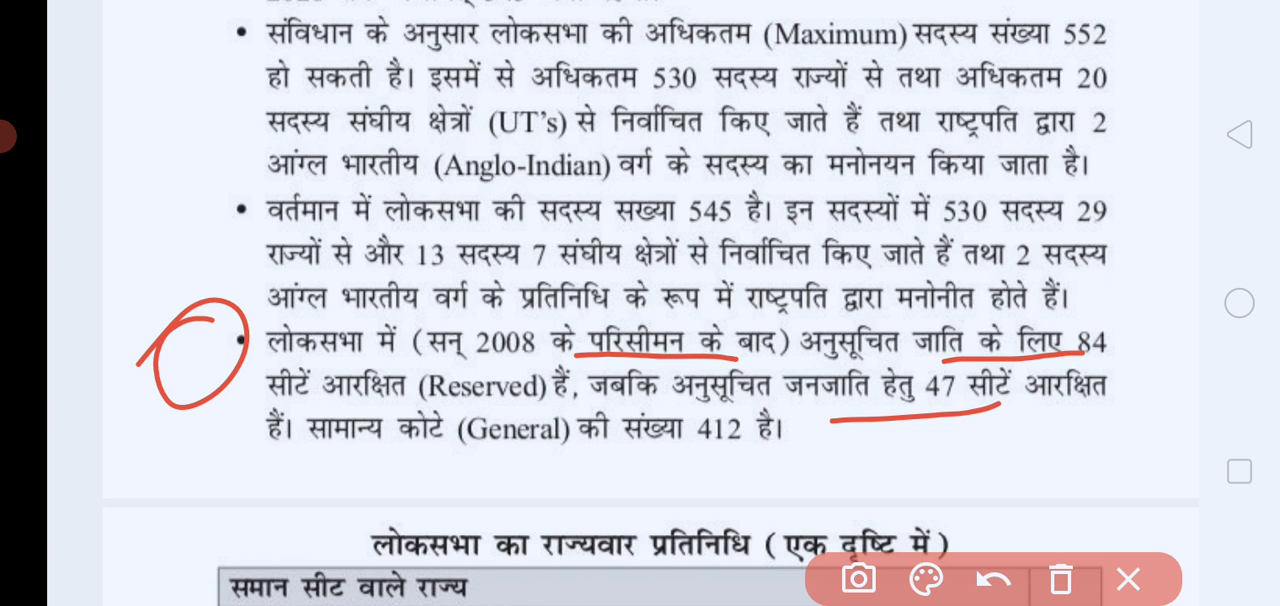 • संविधान के अनुसार लोकसभा की अधिकतम (Maximum) सदस्य संख्या 552
हो सकती है। इसमें से अधिकतम 530 सदस्य राज्यों से तथा अधिकतम 20
सदस्य संघीय क्षेत्रों (UT’s) से निर्वाचित किए जाते हैं तथा राष्ट्रपति द्वारा 2
आंग्ल भारतीय (Anglo-Indian) वर्ग के सदस्य का मनोनयन किया जाता है।
• वर्तमान में लोकसभा की सदस्य सख्या 545 है। इन सदस्यों में 530 सदस्य 29
राज्यों से और 13 सदस्य 7 संघीय क्षेत्रों से निर्वाचित किए जाते हैं तथा 2 सदस्य
आंग्ल भारतीय वर्ग के प्रतिनिधि के रूप में राष्ट्रपति द्वारा मनोनीत होते हैं।
• लोकसभा में (सन् 2008 के परिसीमन के बाद) अनुसूचित जाति के लिए 84
सीटें आरक्षित (Reserved) हैं, जबकि अनुसूचित जनजाति हेतु 47 सीटें आरक्षित
हैं। सामान्य कोटे (General) की संख्या 412 है।
लोकसभा का राज्यवार प्रतिनिधि (एक दृष्टि में)
समान सीट वाले राज्य